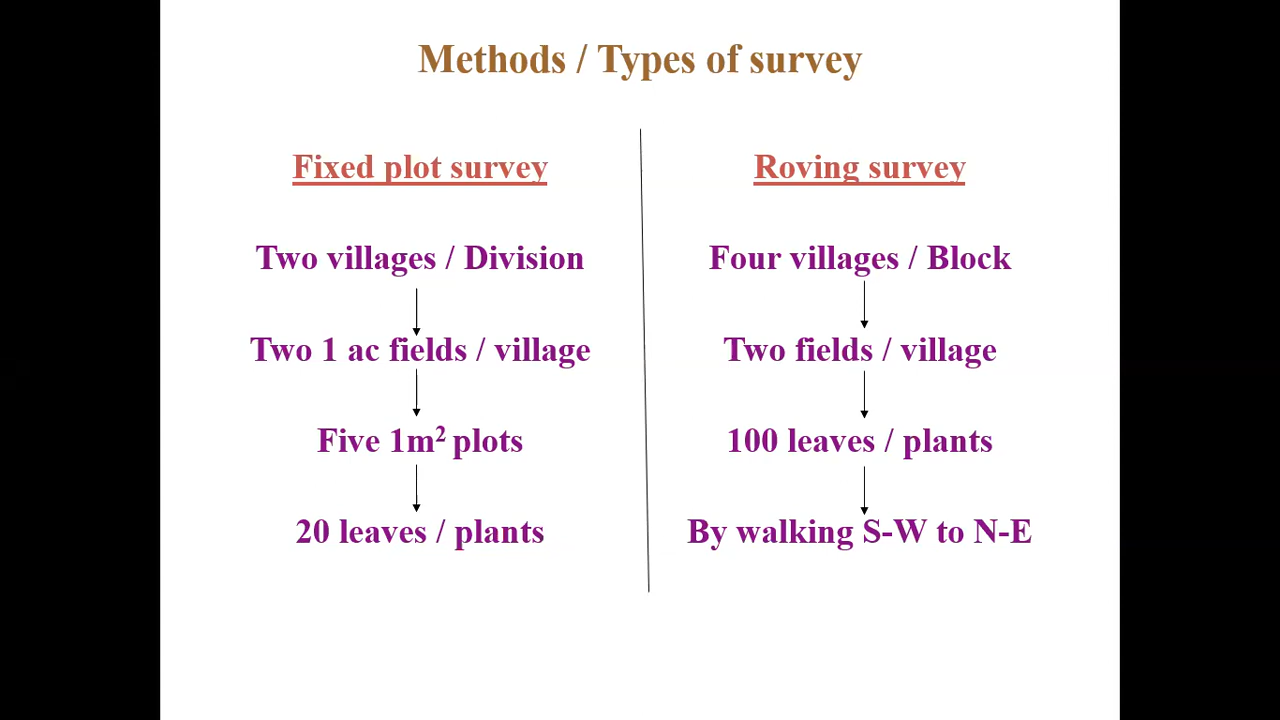 Methods / Types of survey
Fixed plot survey
Two villages / Division
Two 1 ac fields / village
Five 1m² plots
20 leaves / plants
Roving survey
Four villages / Block
Two fields / village
100 leaves / plants
By walking S-W to N-E